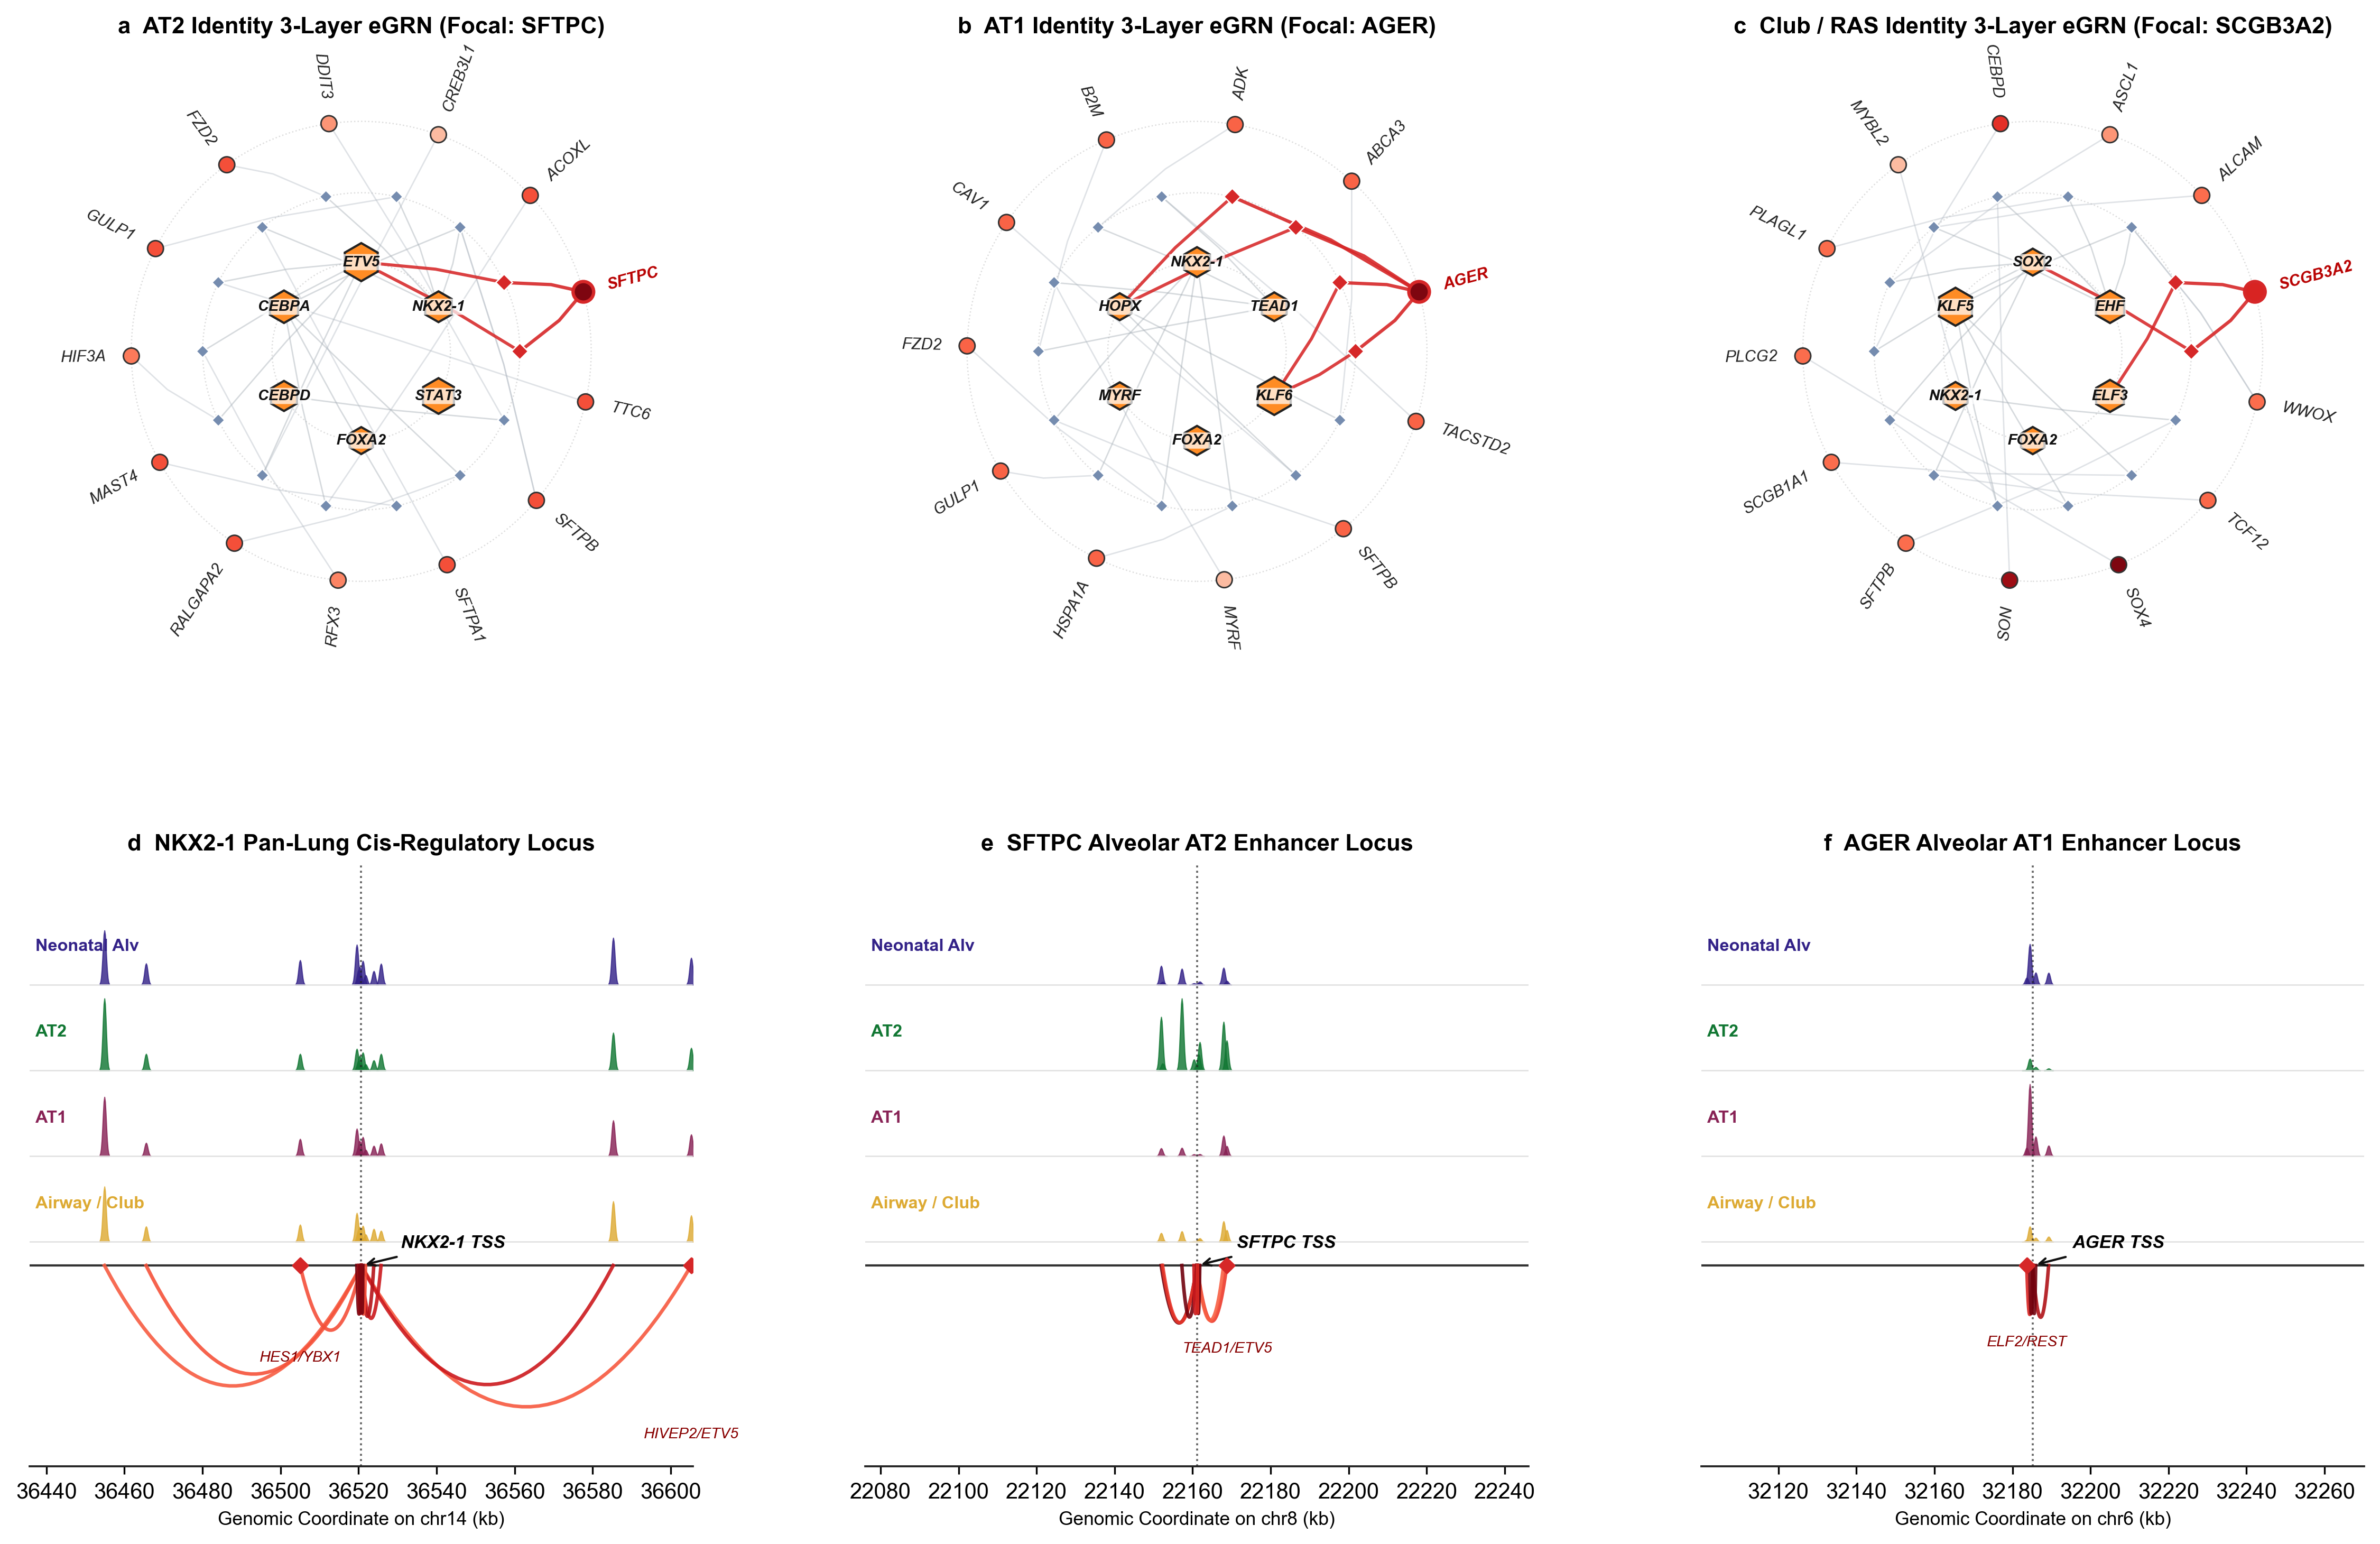 a  AT2 Identity 3-Layer eGRN (Focal: SFTPC)
DDIT3
CREB3L1
FZD2
ACOXL
GULP1
SFTPC
ETV5
CEBPA
NKX2-1
HIF3A
CEBPD
STAT3
TTC6
FOXA2
MAST4
SFTPB
RALGAPA2
RFX3
SFTPA1
b  AT1 Identity 3-Layer eGRN (Focal: AGER)
B2M
ADK
ABCA3
CAV1
AGER
NKX2-1
HOPX
TEAD1
FZD2
MYRF
KLF6
TACSTD2
FOXA2
GULP1
SFTPB
HSPA1A
MYRF
c  Club / RAS Identity 3-Layer eGRN (Focal: SCGB3A2)
CEBPD
ASCL1
MYBL2
ALCAM
PLAGL1
SCGB3A2
SOX2
KLF5
EHF
PLCG2
NKX2-1
ELF3
WWOX
FOXA2
SCGB1A1
TCF12
SFTPB
SON
SOX4
d  NKX2-1 Pan-Lung Cis-Regulatory Locus
Neonatal Alv
AT2
AT1
Airway / Club
NKX2-1 TSS
HES1/YBX1
HIVEP2/ETV5
36440 36460 36480 36500 36520 36540 36560 36580 36600
Genomic Coordinate on chr14 (kb)
e  SFTPC Alveolar AT2 Enhancer Locus
Neonatal Alv
AT2
AT1
Airway / Club
SFTPC TSS
TEAD1/ETV5
22080 22100 22120 22140 22160 22180 22200 22220 22240
Genomic Coordinate on chr8 (kb)
f  AGER Alveolar AT1 Enhancer Locus
Neonatal Alv
AT2
AT1
Airway / Club
AGER TSS
ELF2/REST
32120 32140 32160 32180 32200 32220 32240 32260
Genomic Coordinate on chr6 (kb)